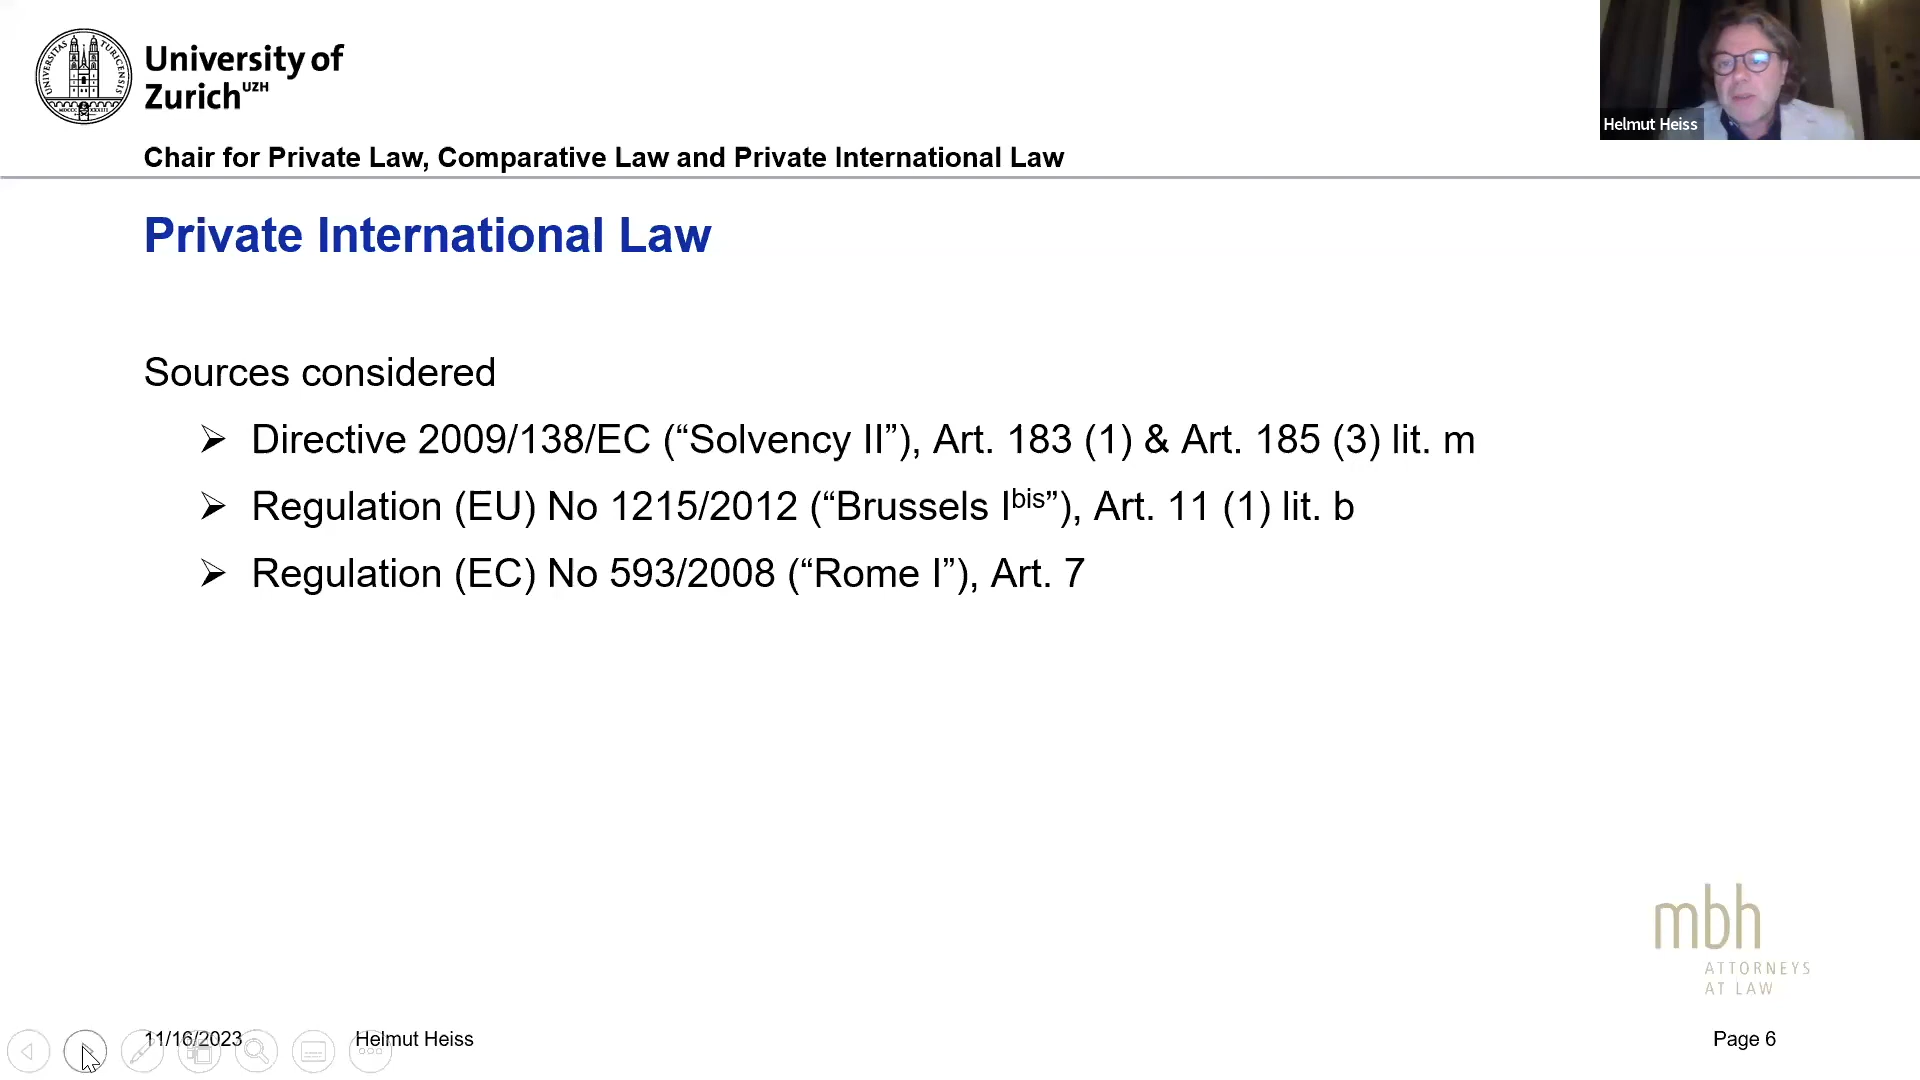 University of
Zurich UZH
Helmut Heiss
Chair for Private Law, Comparative Law and Private International Law
Private International Law
Sources considered
Directive 2009/138/EC (“Solvency II”), Art. 183 (1) & Art. 185 (3) lit. m
Regulation (EU) No 1215/2012 (“Brussels Ibis”), Art. 11 (1) lit. b
Regulation (EC) No 593/2008 (“Rome I”), Art. 7
mbh
ATTORNEYS
AT LAW
11/16/2023 Helmut Heiss Page 6